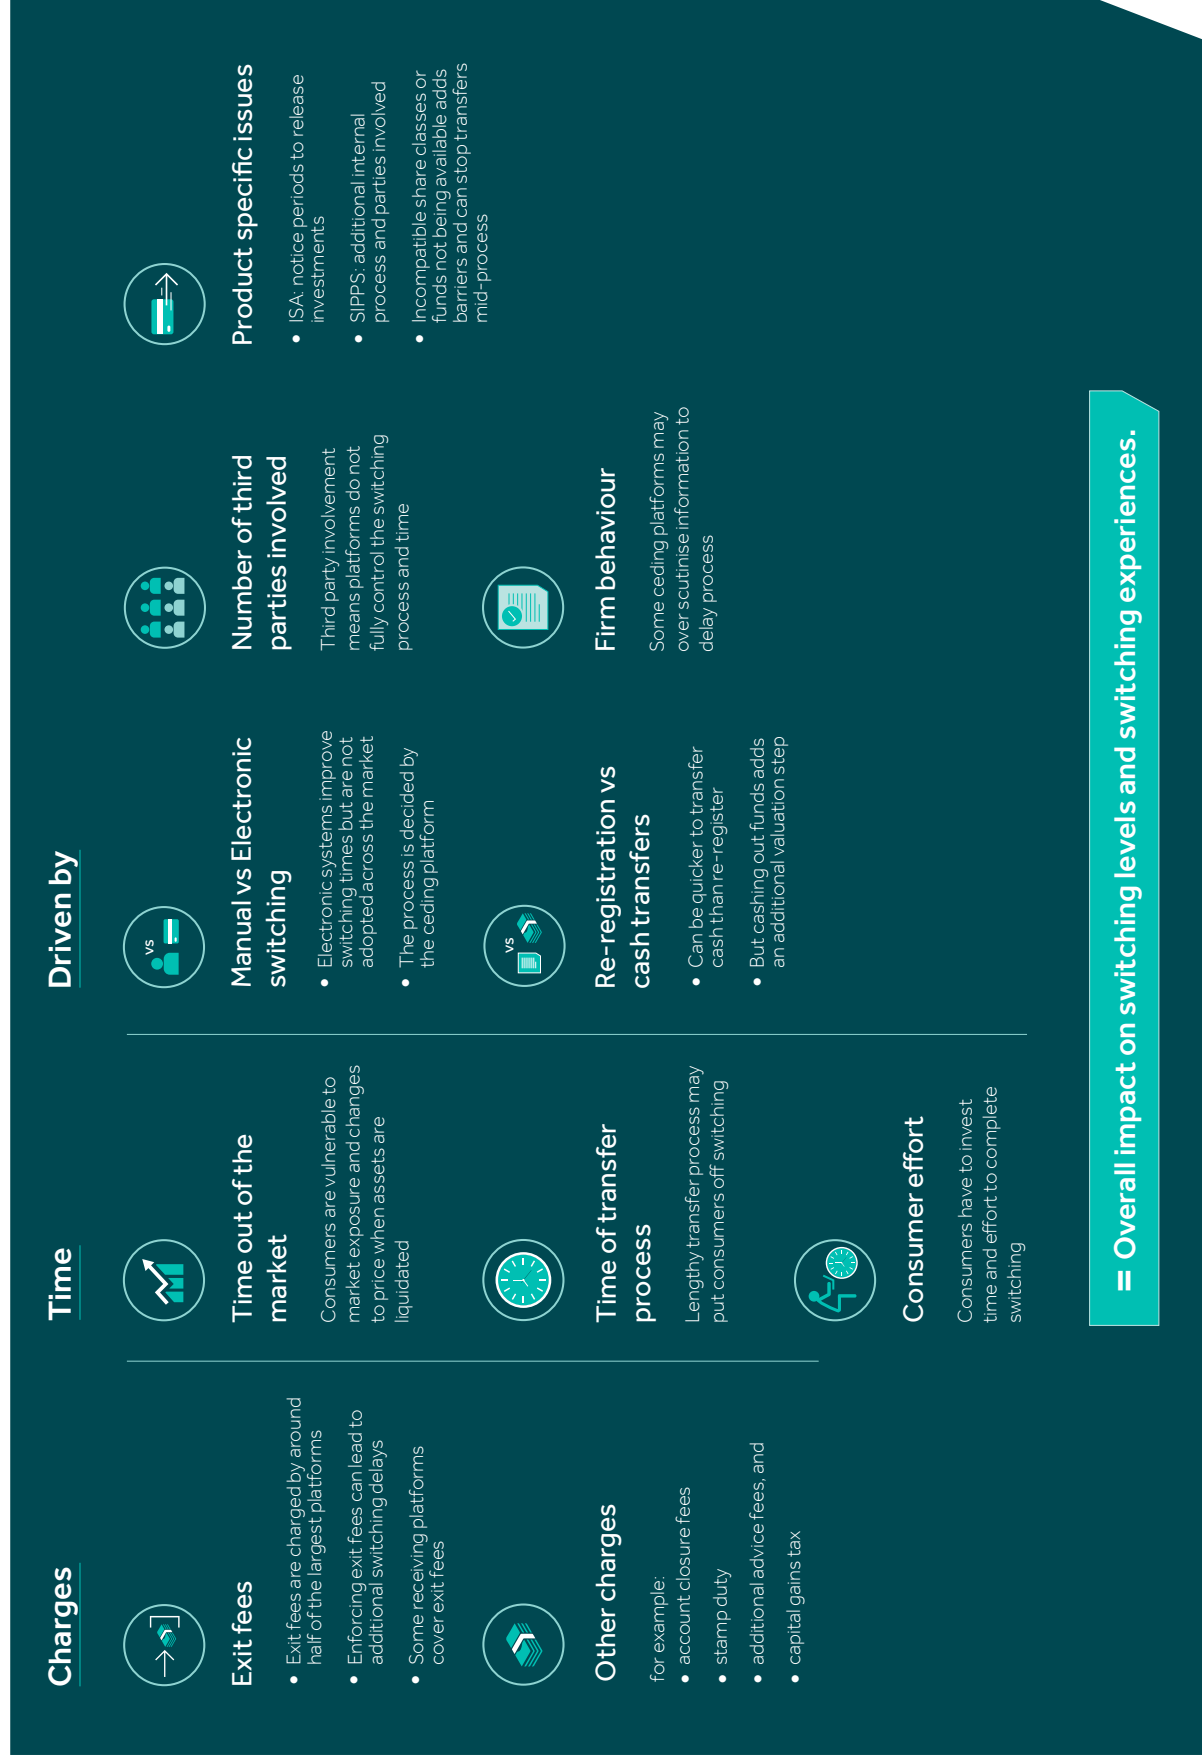 Charges
Exit fees
• Exit fees are charged by around
half of the largest platforms
• Enforcing exit fees can lead to
additional switching delays
• Some receiving platforms
cover exit fees
Other charges
for example:
• account closure fees
• stamp duty
• additional advice fees, and
• capital gains tax
Time
Time out of the
market
Consumers are vulnerable to
market exposure and changes
to price when assets are
liquidated
Time of transfer
process
Lengthy transfer process may
put consumers off switching
Consumer effort
Consumers have to invest
time and effort to complete
switching
Driven by
vs
Manual vs Electronic
switching
• Electronic systems improve
switching times but are not
adopted across the market
• The process is decided by
the ceding platform
vs
Re-registration vs
cash transfers
• Can be quicker to transfer
cash than re-register
• But cashing out funds adds
an additional valuation step
Number of third
parties involved
Third party involvement
means platforms do not
fully control the switching
process and time
Firm behaviour
Some ceding platforms may
over scutinise information to
delay process
Product specific issues
• ISA: notice periods to release
investments
• SIPPS: additional internal
process and parties involved
• Incompatible share classes or
funds not being available adds
barriers and can stop transfers
mid-process
= Overall impact on switching levels and switching experiences.